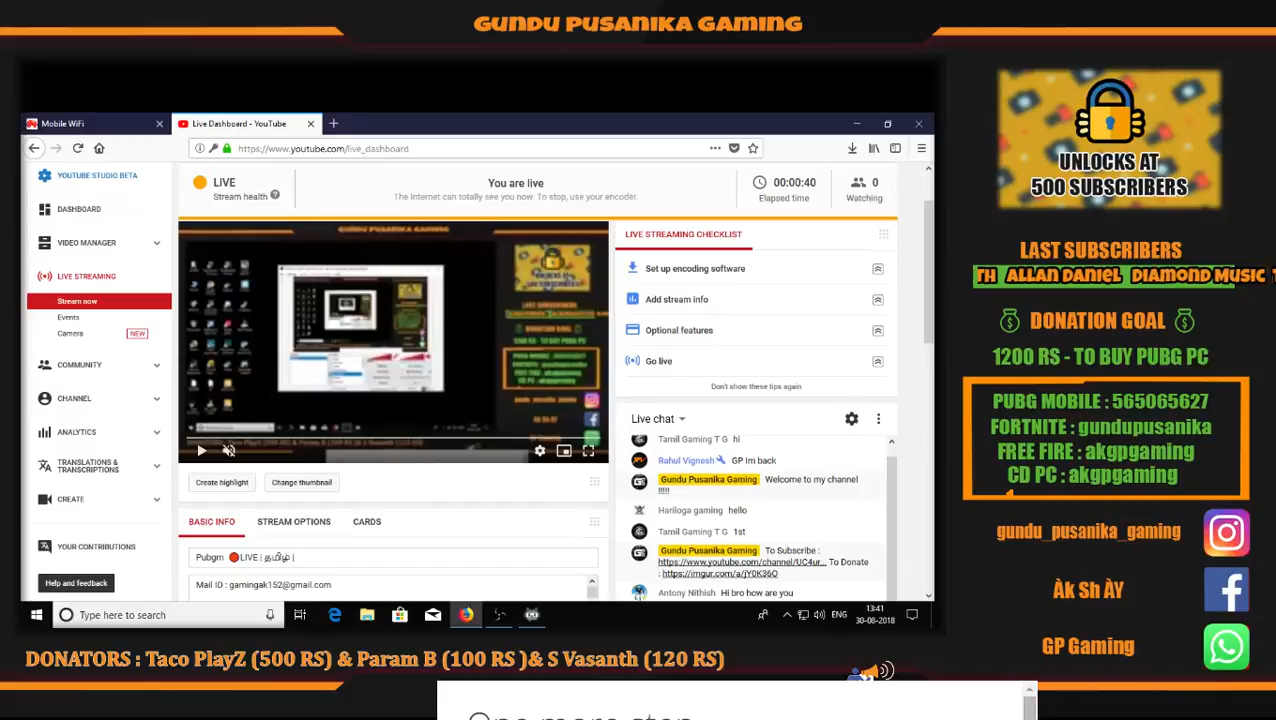 GUNDU PUSANIKA GAMING
Mobile WiFi
Live Dashboard - YouTube
https://www.youtube.com/live_dashboard
YOUTUBE STUDIO BETA
DASHBOARD
VIDEO MANAGER
LIVE STREAMING
Stream now
Events
Camera
NEW
COMMUNITY
CHANNEL
ANALYTICS
TRANSLATIONS &
TRANSCRIPTIONS
CREATE
YOUR CONTRIBUTIONS
Help and feedback
LIVE
Stream health
You are live
The Internet can totally see you now. To stop, use your encoder.
00:00:40
Elapsed time
0
Watching
Create highlight
Change thumbnail
BASIC INFO
STREAM OPTIONS
CARDS
Pubgm 🔴LIVE | தமிழ் |
Mail ID : gamingak152@gmail.com
LIVE STREAMING CHECKLIST
Set up encoding software
Add stream info
Optional features
Go live
Don't show these tips again
Live chat
Tamil Gaming T G hi
Rahul Vignesh GP Im back
Gundu Pusanika Gaming Welcome to my channel
!!!!!
Hariloga gaming hello
Tamil Gaming T G 1st
Gundu Pusanika Gaming To Subscribe :
https://www.youtube.com/channel/UC4ur... To Donate
: https://imgur.com/a/jY0K36O
Antony Nithish Hi bro how are you
Type here to search
ENG
13:41
30-08-2018
UNLOCKS AT
500 SUBSCRIBERS
LAST SUBSCRIBERS
TH ALLAN DANIEL DIAMOND MUSIC
DONATION GOAL
1200 RS - TO BUY PUBG PC
PUBG MOBILE : 565065627
FORTNITE : gundupusanika
FREE FIRE : akgpgaming
CD PC : akgpgaming
gundu_pusanika_gaming
Àk Sh ÀY
GP Gaming
DONATORS : Taco PlayZ (500 RS) & Param B (100 RS )& S Vasanth (120 RS)
One more step